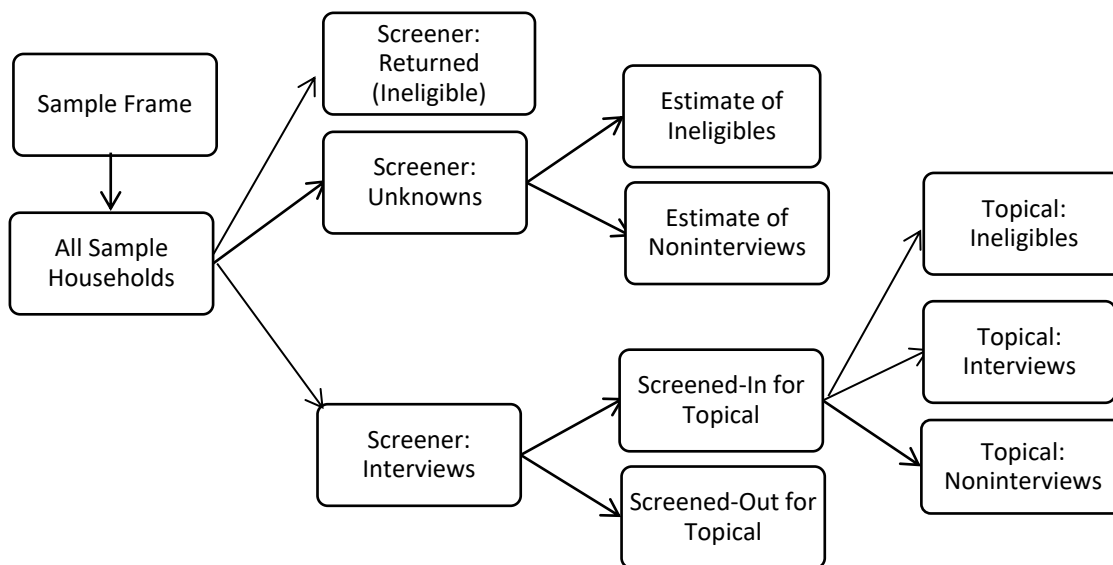 Sample Frame
All Sample
Households
Screener:
Returned
(Ineligible)
Screener:
Unknowns
Screener:
Interviews
Estimate of
Ineligibles
Estimate of
Noninterviews
Screened-In for
Topical
Screened-Out for
Topical
Topical:
Ineligibles
Topical:
Interviews
Topical:
Noninterviews